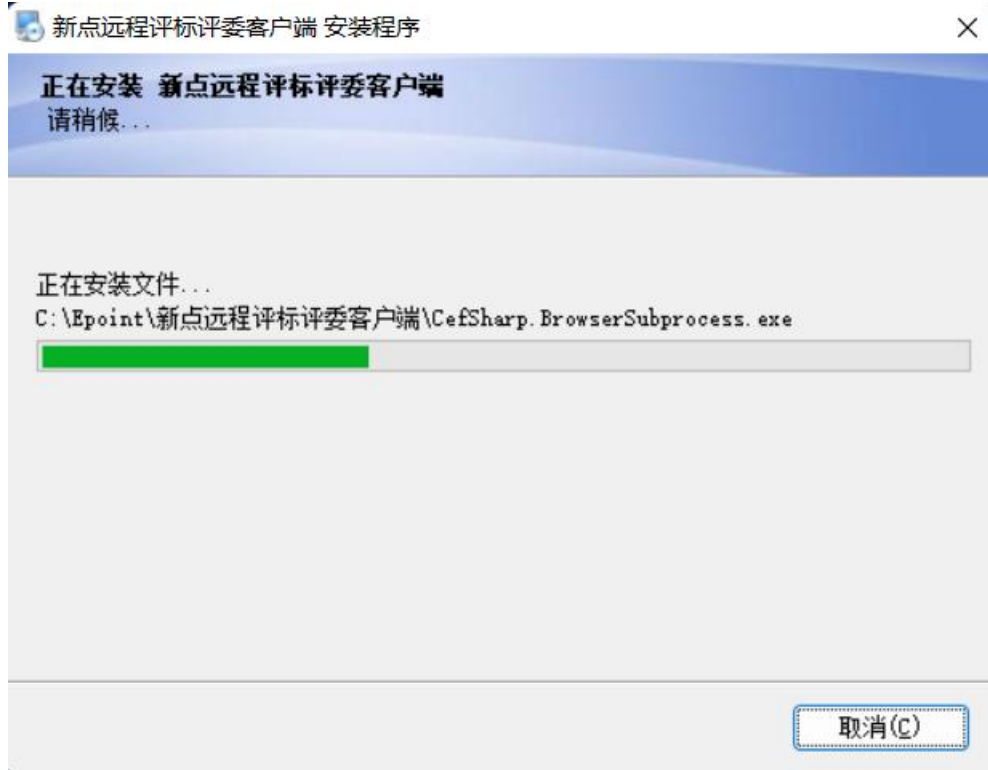 新点远程评标评委客户端 安装程序
正在安装 新点远程评标评委客户端
请稍候...
正在安装文件...
C:\Epoint\新点远程评标评委客户端\CefSharp.BrowserSubprocess.exe
取消(C)